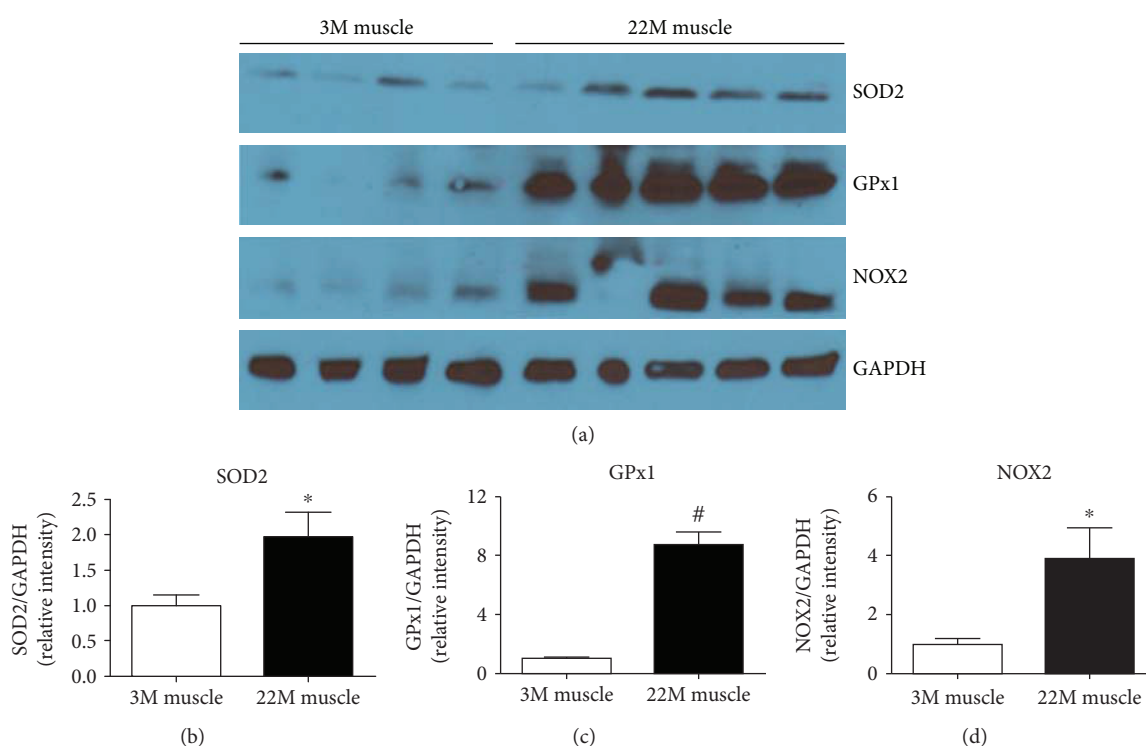 3M muscle 22M muscle
SOD2
GPx1
NOX2
GAPDH
(a)
SOD2
SOD2/GAPDH
(relative intensity)
2.5
2.0
1.5
1.0
0.5
0.0
*
3M muscle 22M muscle
(b)
GPx1
GPx1/GAPDH
(relative intensity)
12
8
4
0
#
3M muscle 22M muscle
(c)
NOX2
NOX2/GAPDH
(relative intensity)
6
4
2
0
*
3M muscle 22M muscle
(d)